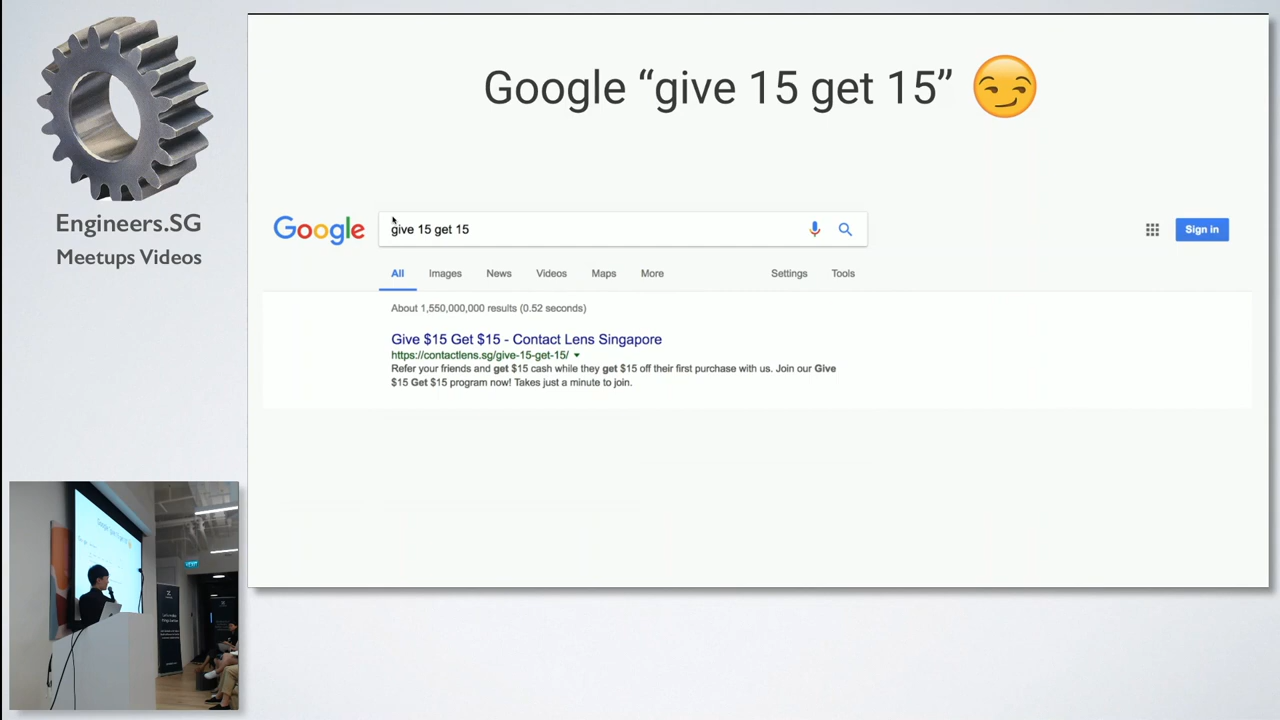 Engineers.SG
Meetups Videos
Google “give 15 get 15” 😏
Google
give 15 get 15
Sign in
All Images News Videos Maps More Settings Tools
About 1,550,000,000 results (0.52 seconds)
Give $15 Get $15 - Contact Lens Singapore
https://contactlens.sg/give-15-get-15/
Refer your friends and get $15 cash while they get $15 off their first purchase with us. Join our Give
$15 Get $15 program now! Takes just a minute to join.